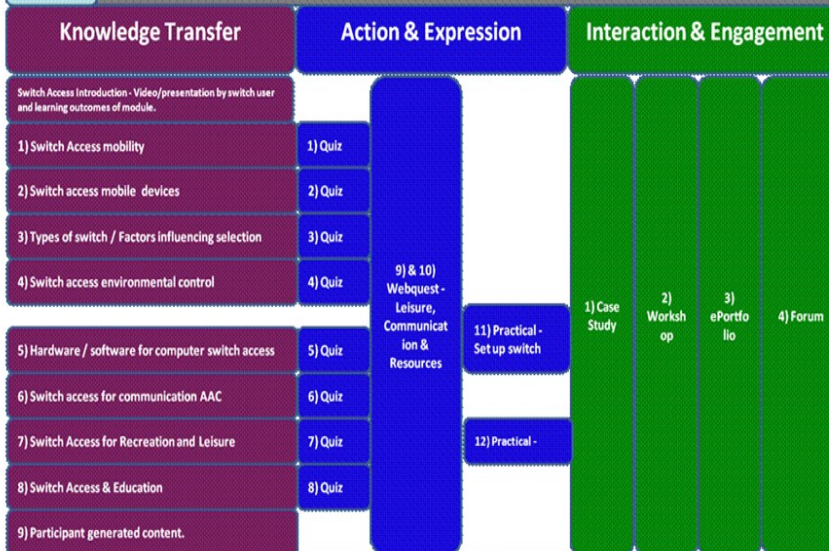 Knowledge Transfer
Action & Expression
Interaction & Engagement
Switch Access Introduction - Video/presentation by switch user
and learning outcomes of module.
1) Switch Access mobility
1) Quiz
2) Switch access mobile devices
2) Quiz
3) Types of switch / Factors influencing selection
3) Quiz
4) Switch access environmental control
4) Quiz
5) Hardware / software for computer switch access
5) Quiz
6) Switch access for communication AAC
6) Quiz
7) Switch Access for Recreation and Leisure
7) Quiz
8) Switch Access & Education
8) Quiz
9) Participant generated content.
9) & 10)
Webquest -
Leisure,
Communicat
ion &
Resources
11) Practical -
Set up switch
12) Practical -
1) Case
Study
2)
Worksh
op
3)
ePortfo
lio
4) Forum